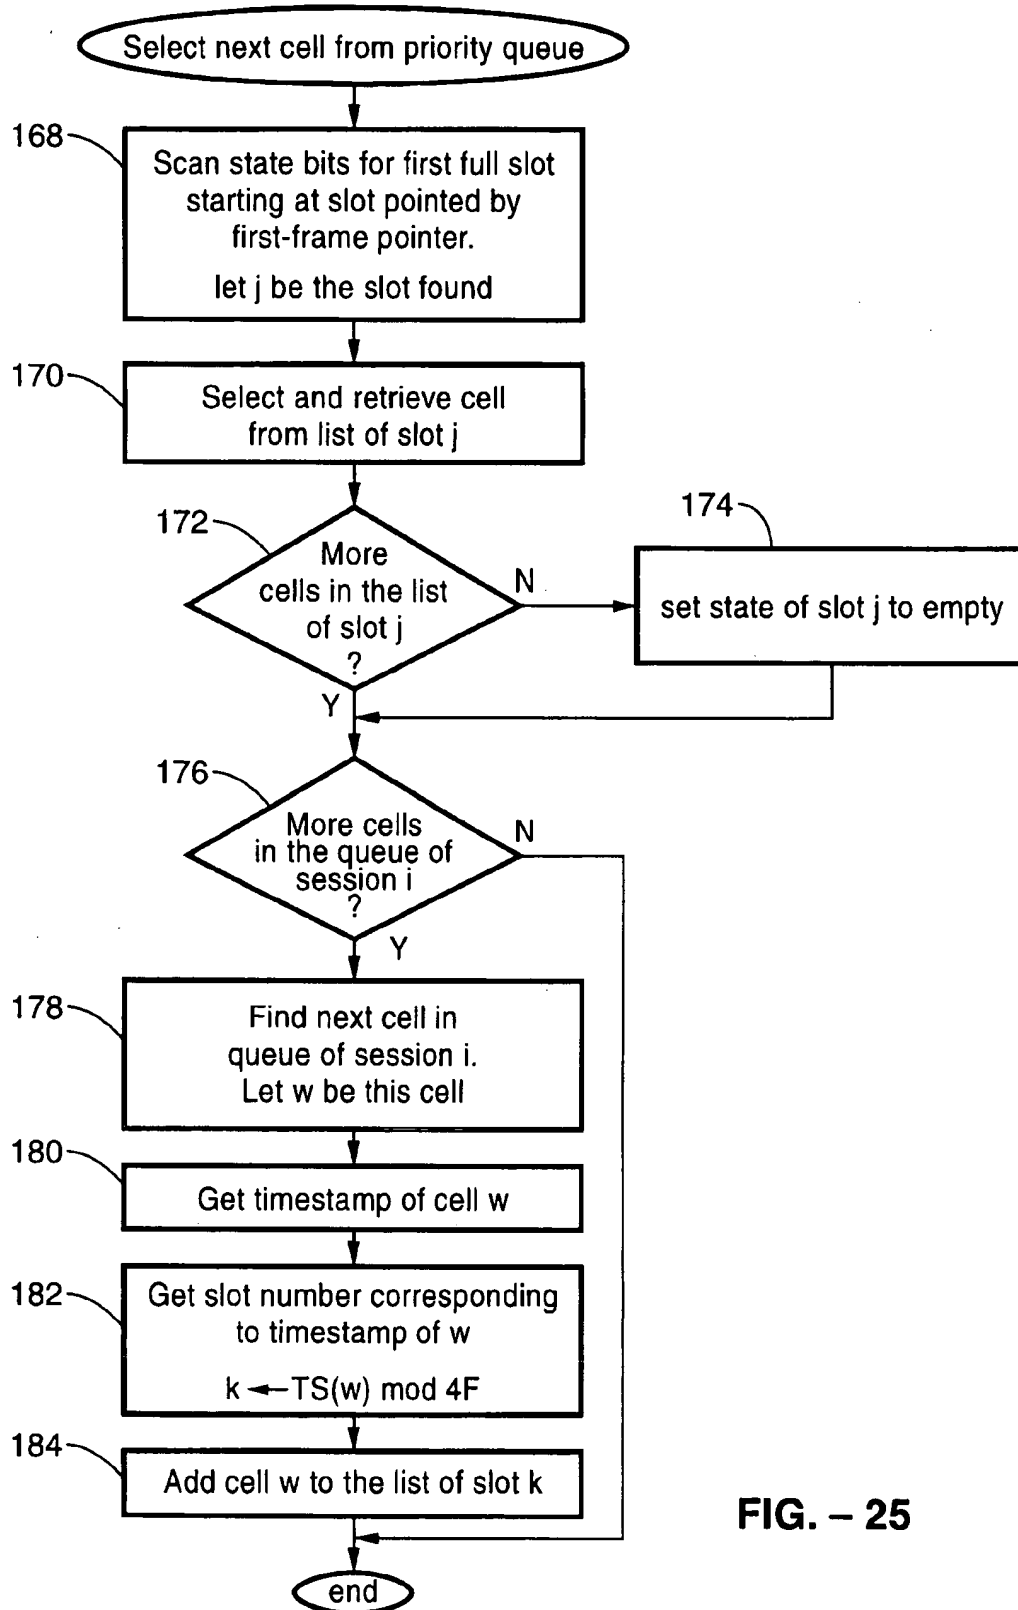 Select next cell from priority queue
168
Scan state bits for first full slot
starting at slot pointed by
first-frame pointer.
let j be the slot found
170
Select and retrieve cell
from list of slot j
172
More
cells in the list
of slot j
?
N
174
set state of slot j to empty
Y
176
More cells
in the queue of
session i
?
N
Y
178
Find next cell in
queue of session i.
Let w be this cell
180
Get timestamp of cell w
182
Get slot number corresponding
to timestamp of w
k ← TS(w) mod 4F
184
Add cell w to the list of slot k
end
FIG. – 25